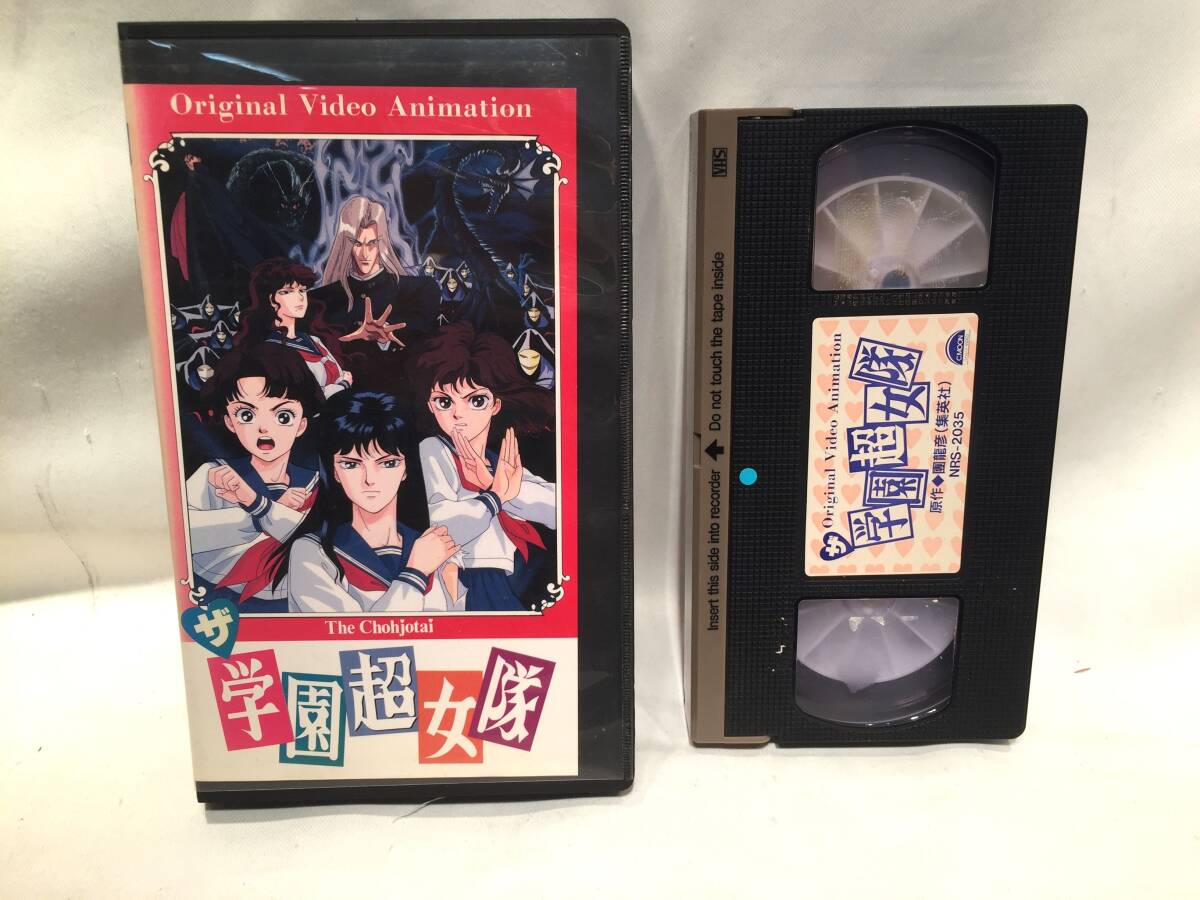 Original Video Animation
The Chohjotai
ザ
学園超女隊
VHS
Insert this side into recorder
Do not touch the tape inside
Original Video Animation
ザ
学園超女隊
原作◆團龍彦(集英社)
NRS-2035
C.MOON